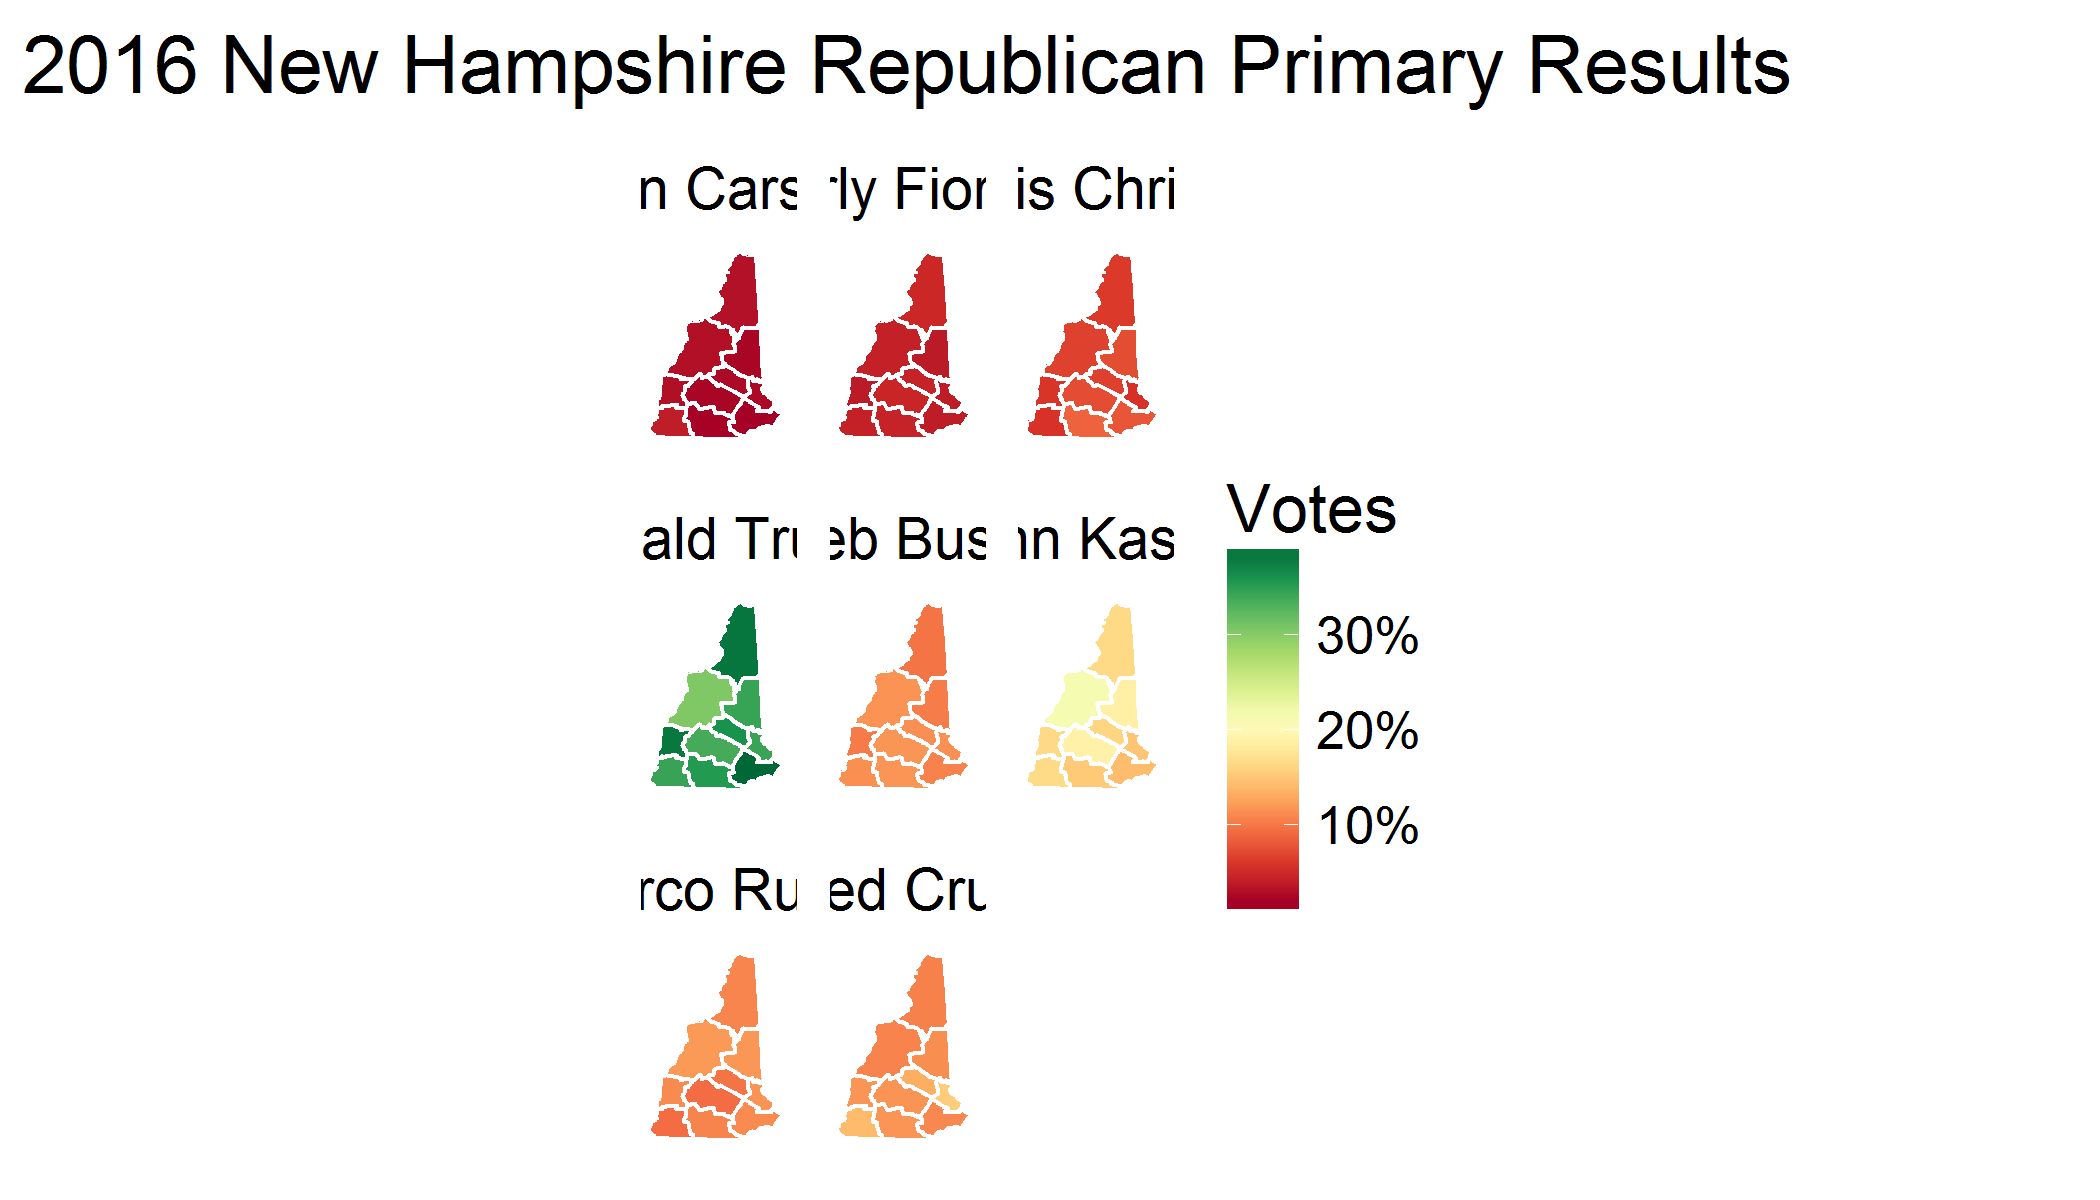 2016 New Hampshire Republican Primary Results
n Cars rly Fior is Chri
ald Tru eb Bus nn Kas
Votes
30%
20%
10%
rco Ru ed Cru